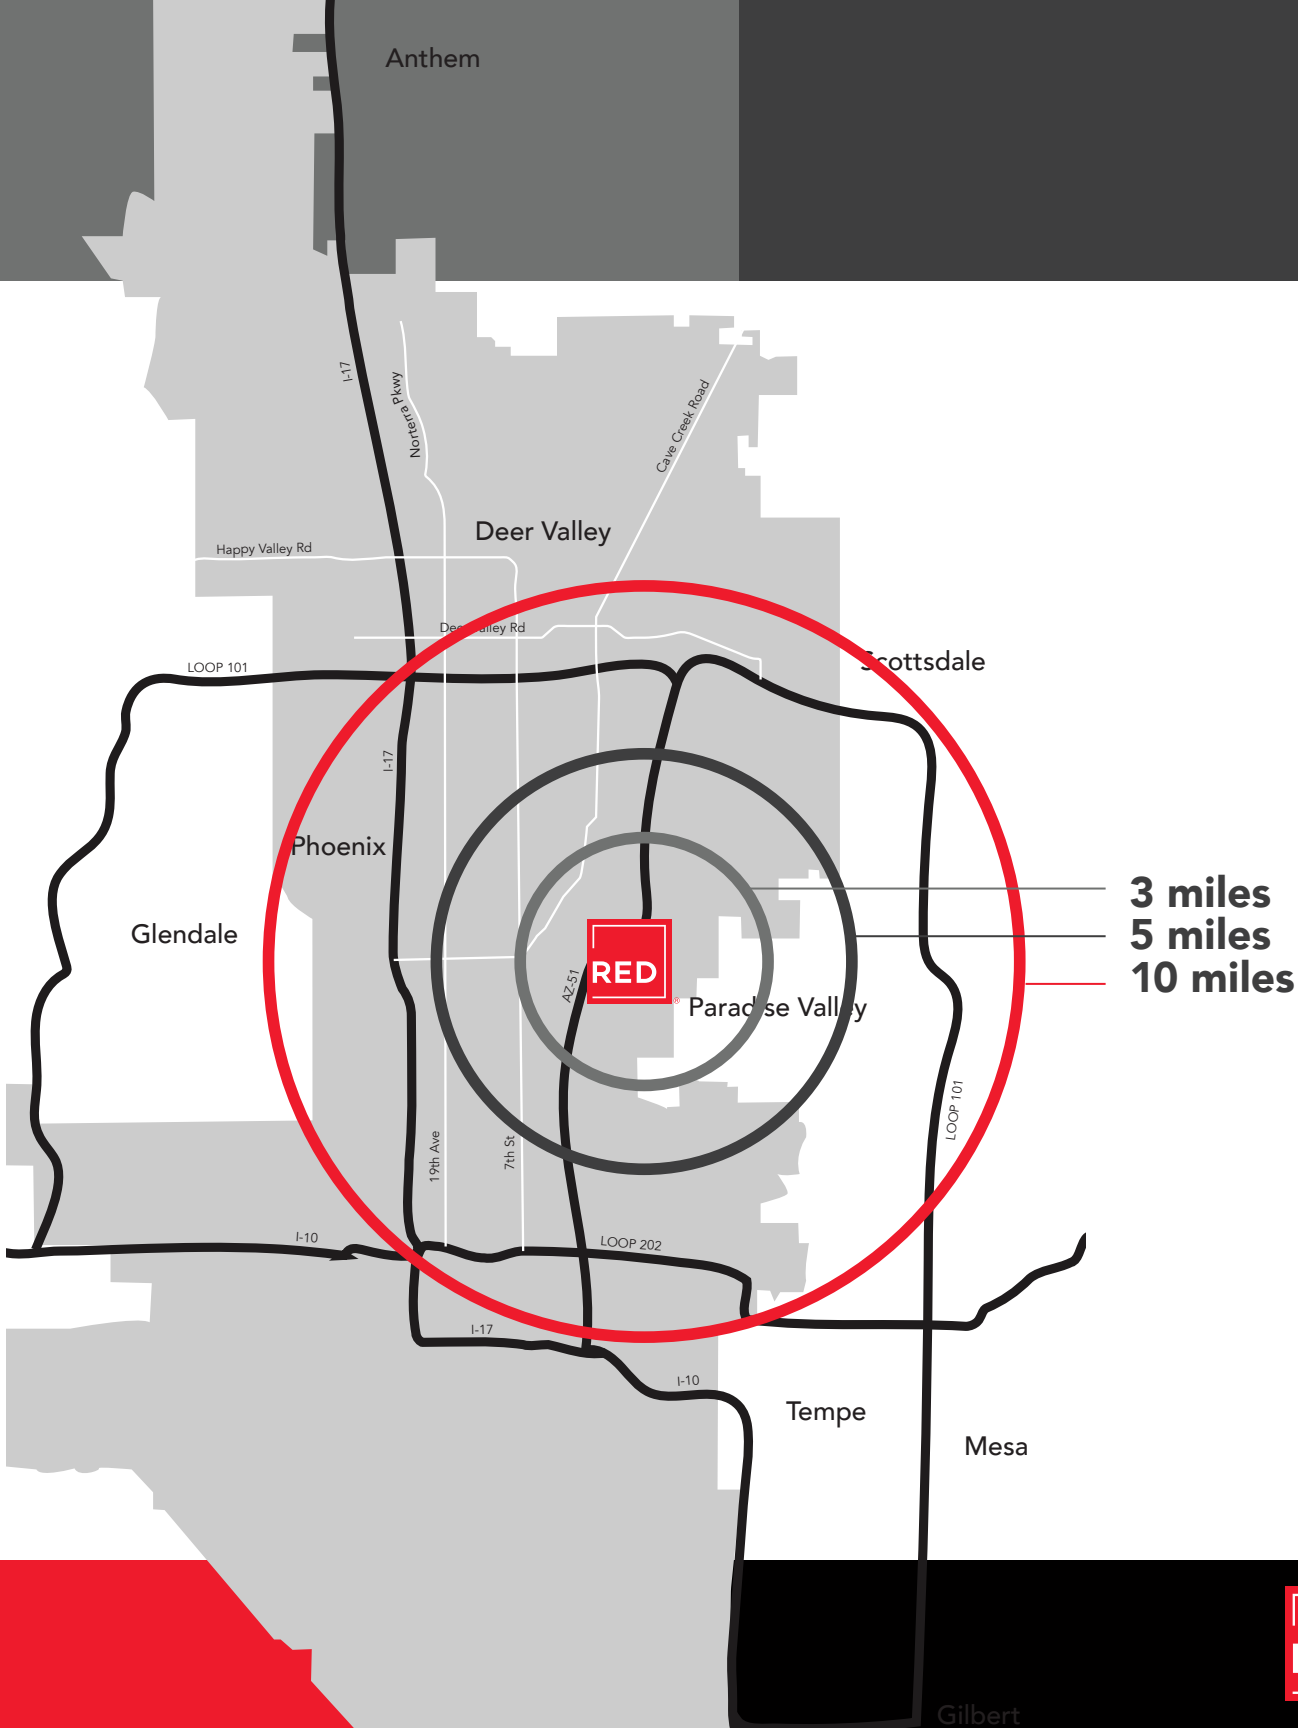 Anthem
I-17
Norterra Pkwy
Cave Creek Road
Deer Valley
Happy Valley Rd
Deer Valley Rd
LOOP 101
Scottsdale
I-17
Phoenix
3 miles
Glendale
5 miles
RED
®
10 miles
AZ-51
Paradise Valley
LOOP 101
19th Ave
7th St
I-10
LOOP 202
I-17
I-10
Tempe
Mesa
Gilbert